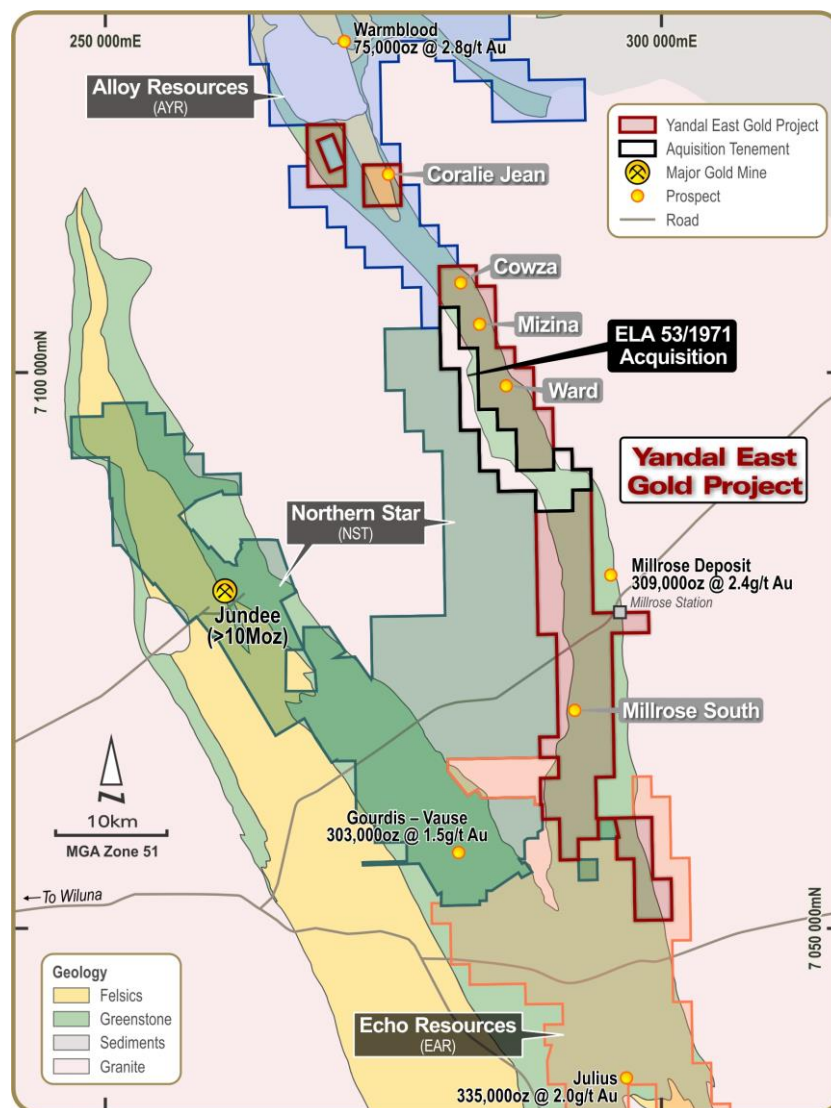 250 000mE
300 000mE
Warmblood
75,000oz @ 2.8g/t Au
Alloy Resources
(AYR)
Yandal East Gold Project
Aquisition Tenement
Major Gold Mine
Prospect
Road
Coralie Jean
Cowza
Mizina
ELA 53/1971
Acquisition
7 100 000mN
Ward
Yandal East
Gold Project
Northern Star
(NST)
Millrose Deposit
309,000oz @ 2.4g/t Au
Millrose Station
Jundee
(>10Moz)
Millrose South
N
10km
MGA Zone 51
Gourdis – Vause
303,000oz @ 1.5g/t Au
To Wiluna
7 050 000mN
Geology
Felsics
Greenstone
Sediments
Granite
Echo Resources
(EAR)
Julius
335,000oz @ 2.0g/t Au